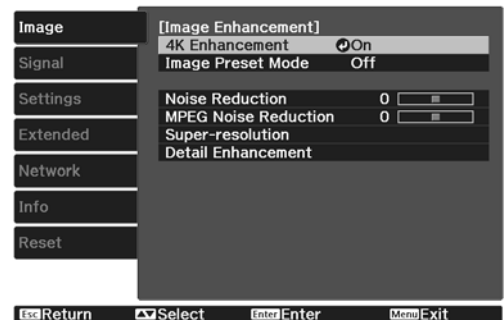 Image
Signal
Settings
Extended
Network
Info
Reset
[Image Enhancement]
4K Enhancement On
Image Preset Mode Off
Noise Reduction 0
MPEG Noise Reduction 0
Super-resolution
Detail Enhancement
Esc Return Select Enter Enter Menu Exit